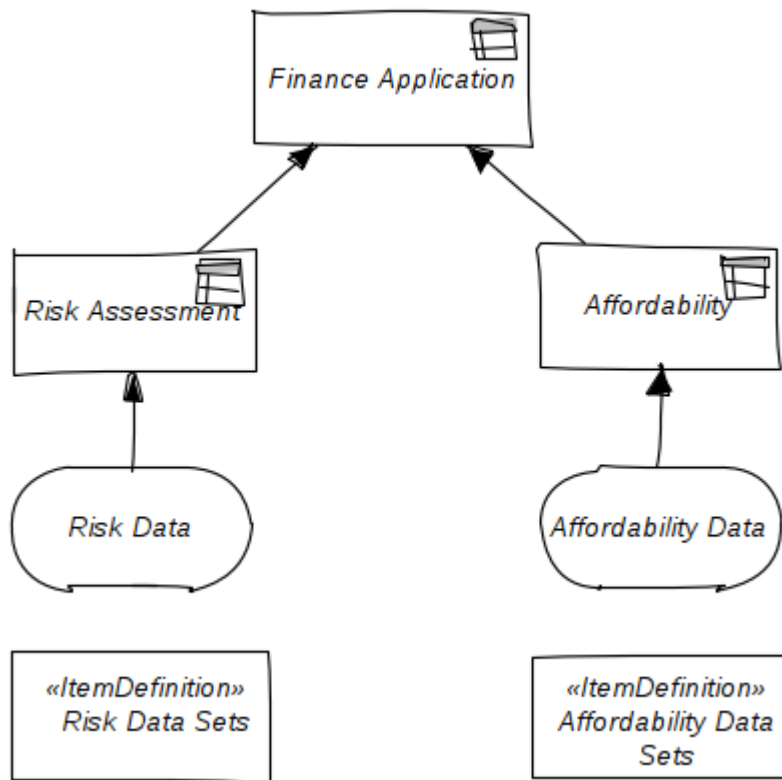 Finance Application
Risk Assessment
Affordability
Risk Data
Affordability Data
«ItemDefinition»
Risk Data Sets
«ItemDefinition»
Affordability Data
Sets